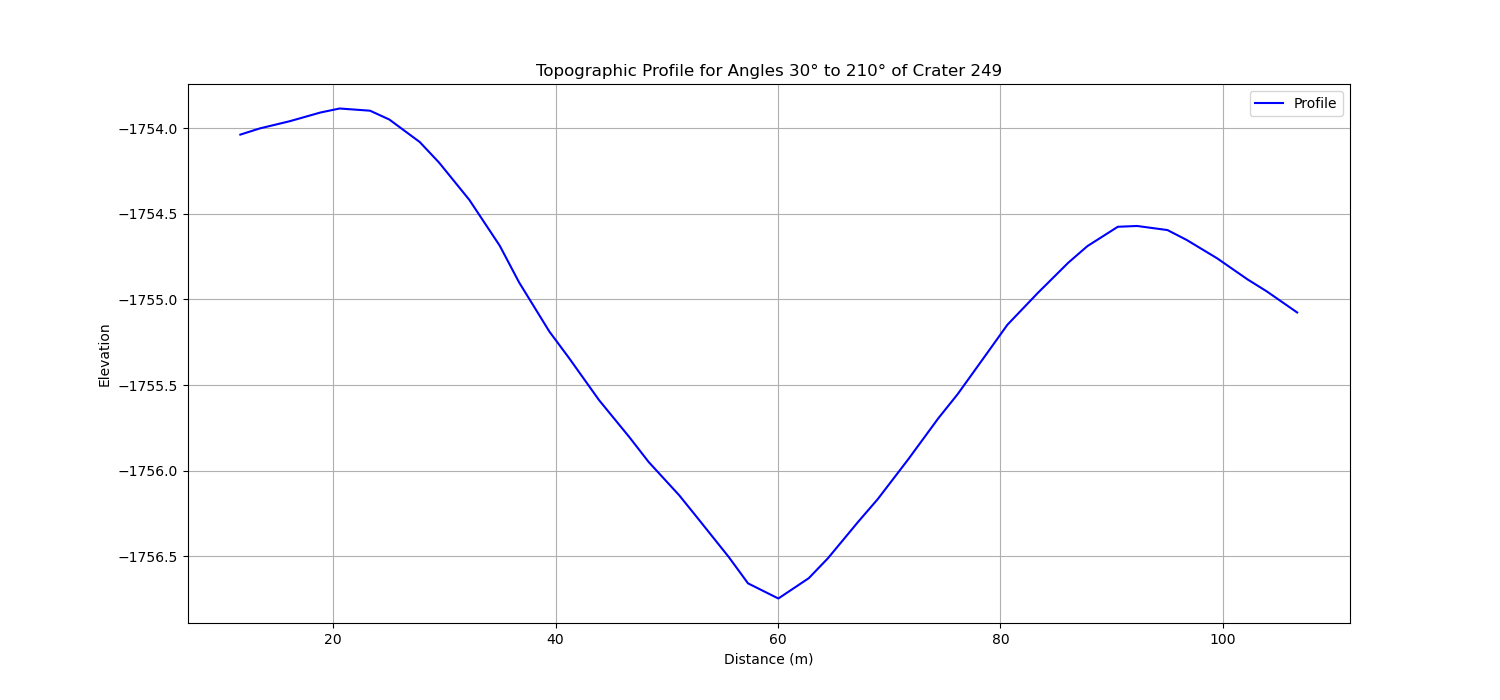 Topographic Profile for Angles 30° to 210° of Crater 249
Profile
−1754.0
−1754.5
−1755.0
−1755.5
−1756.0
−1756.5
Elevation
20 40 60 80 100
Distance (m)